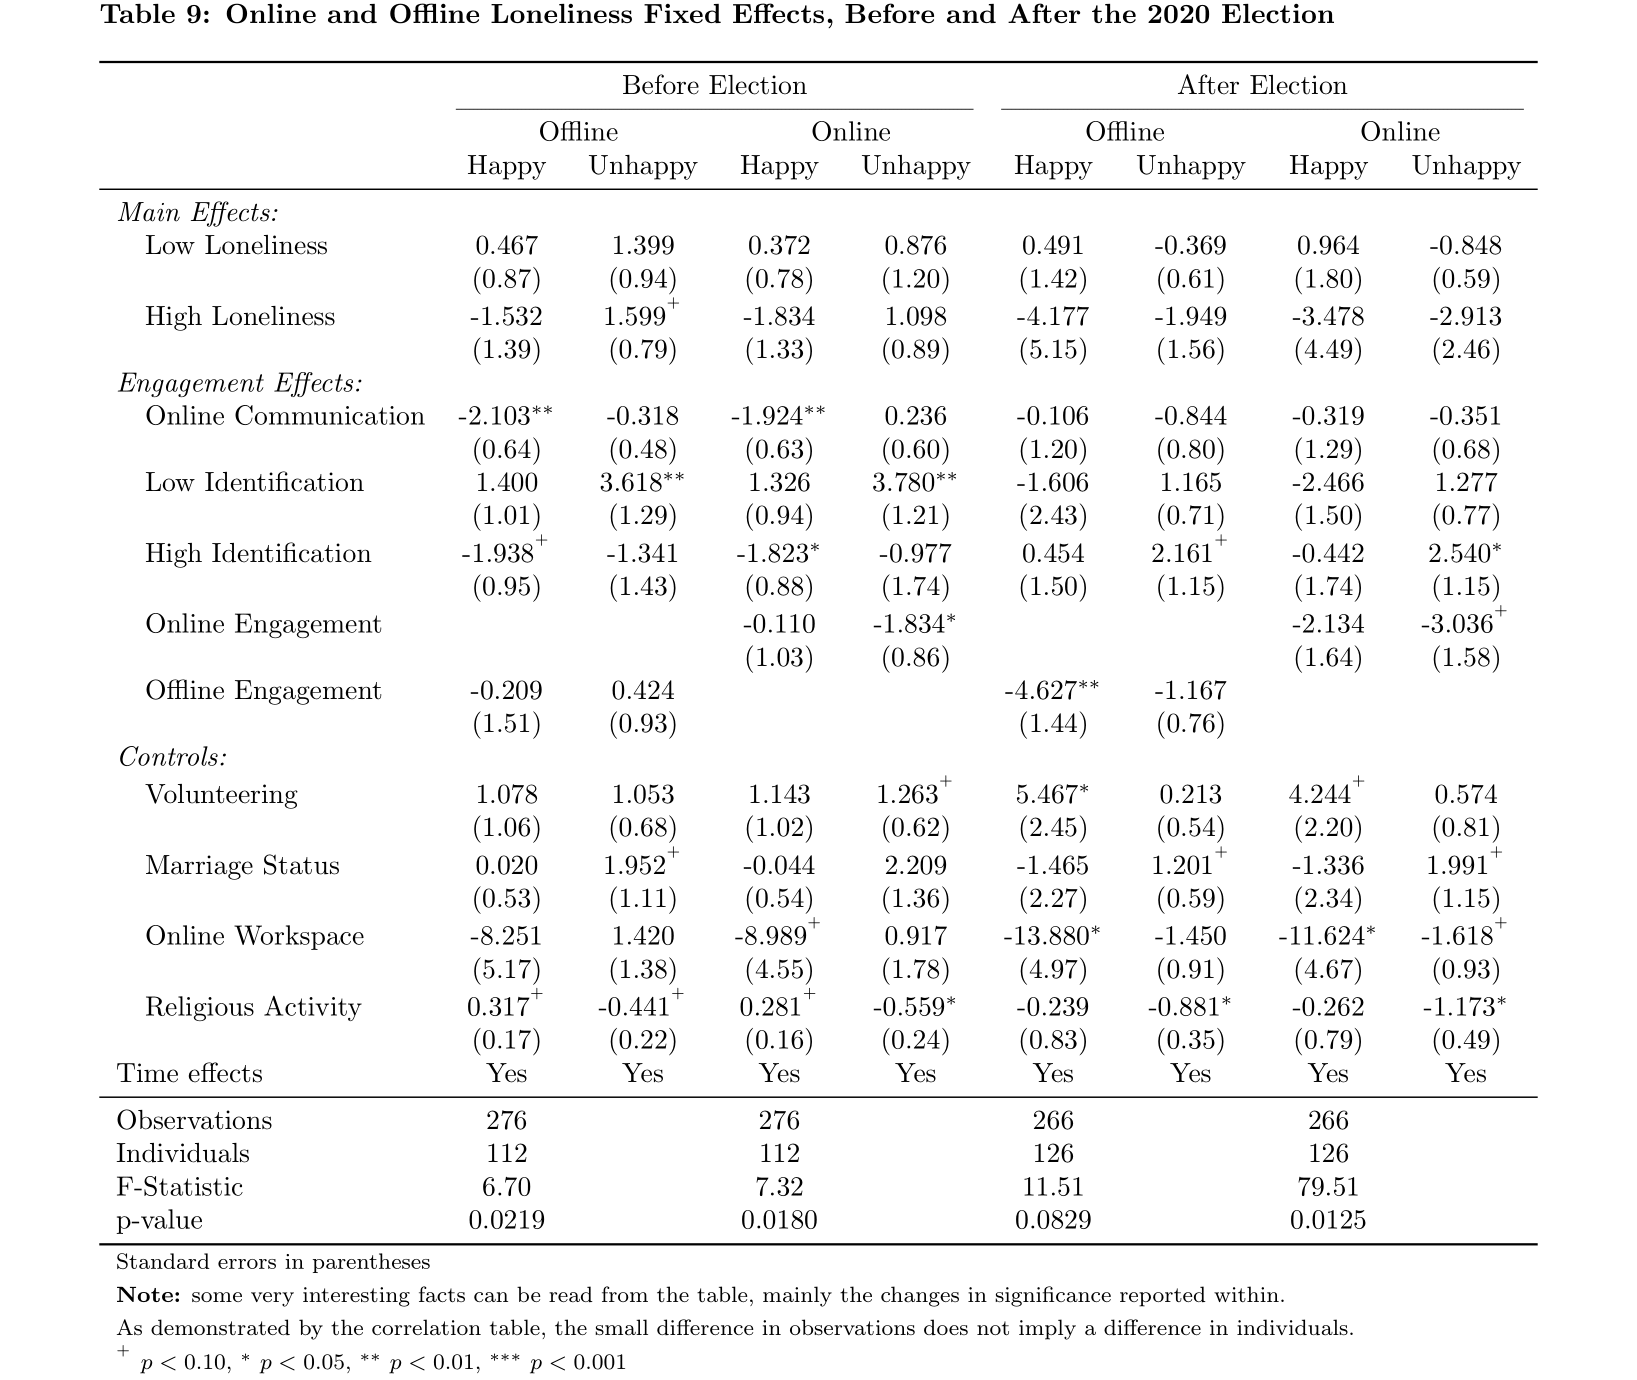 Table 9: Online and Offline Loneliness Fixed Effects, Before and After the 2020 Election
Before Election After Election
Offline Online Offline Online
Happy Unhappy Happy Unhappy Happy Unhappy Happy Unhappy
Main Effects:
Low Loneliness 0.467 1.399 0.372 0.876 0.491 -0.369 0.964 -0.848
(0.87) (0.94) (0.78) (1.20) (1.42) (0.61) (1.80) (0.59)
High Loneliness -1.532 1.599+ -1.834 1.098 -4.177 -1.949 -3.478 -2.913
(1.39) (0.79) (1.33) (0.89) (5.15) (1.56) (4.49) (2.46)
Engagement Effects:
Online Communication -2.103** -0.318 -1.924** 0.236 -0.106 -0.844 -0.319 -0.351
(0.64) (0.48) (0.63) (0.60) (1.20) (0.80) (1.29) (0.68)
Low Identification 1.400 3.618** 1.326 3.780** -1.606 1.165 -2.466 1.277
(1.01) (1.29) (0.94) (1.21) (2.43) (0.71) (1.50) (0.77)
High Identification -1.938+ -1.341 -1.823* -0.977 0.454 2.161+ -0.442 2.540*
(0.95) (1.43) (0.88) (1.74) (1.50) (1.15) (1.74) (1.15)
Online Engagement -0.110 -1.834* -2.134 -3.036+
(1.03) (0.86) (1.64) (1.58)
Offline Engagement -0.209 0.424 -4.627** -1.167
(1.51) (0.93) (1.44) (0.76)
Controls:
Volunteering 1.078 1.053 1.143 1.263+ 5.467* 0.213 4.244+ 0.574
(1.06) (0.68) (1.02) (0.62) (2.45) (0.54) (2.20) (0.81)
Marriage Status 0.020 1.952+ -0.044 2.209 -1.465 1.201+ -1.336 1.991+
(0.53) (1.11) (0.54) (1.36) (2.27) (0.59) (2.34) (1.15)
Online Workspace -8.251 1.420 -8.989+ 0.917 -13.880* -1.450 -11.624* -1.618+
(5.17) (1.38) (4.55) (1.78) (4.97) (0.91) (4.67) (0.93)
Religious Activity 0.317+ -0.441+ 0.281+ -0.559* -0.239 -0.881* -0.262 -1.173*
(0.17) (0.22) (0.16) (0.24) (0.83) (0.35) (0.79) (0.49)
Time effects Yes Yes Yes Yes Yes Yes Yes Yes
Observations 276 276 266 266
Individuals 112 112 126 126
F-Statistic 6.70 7.32 11.51 79.51
p-value 0.0219 0.0180 0.0829 0.0125
Standard errors in parentheses
Note: some very interesting facts can be read from the table, mainly the changes in significance reported within.
As demonstrated by the correlation table, the small difference in observations does not imply a difference in individuals.
+ p < 0.10, * p < 0.05, ** p < 0.01, *** p < 0.001